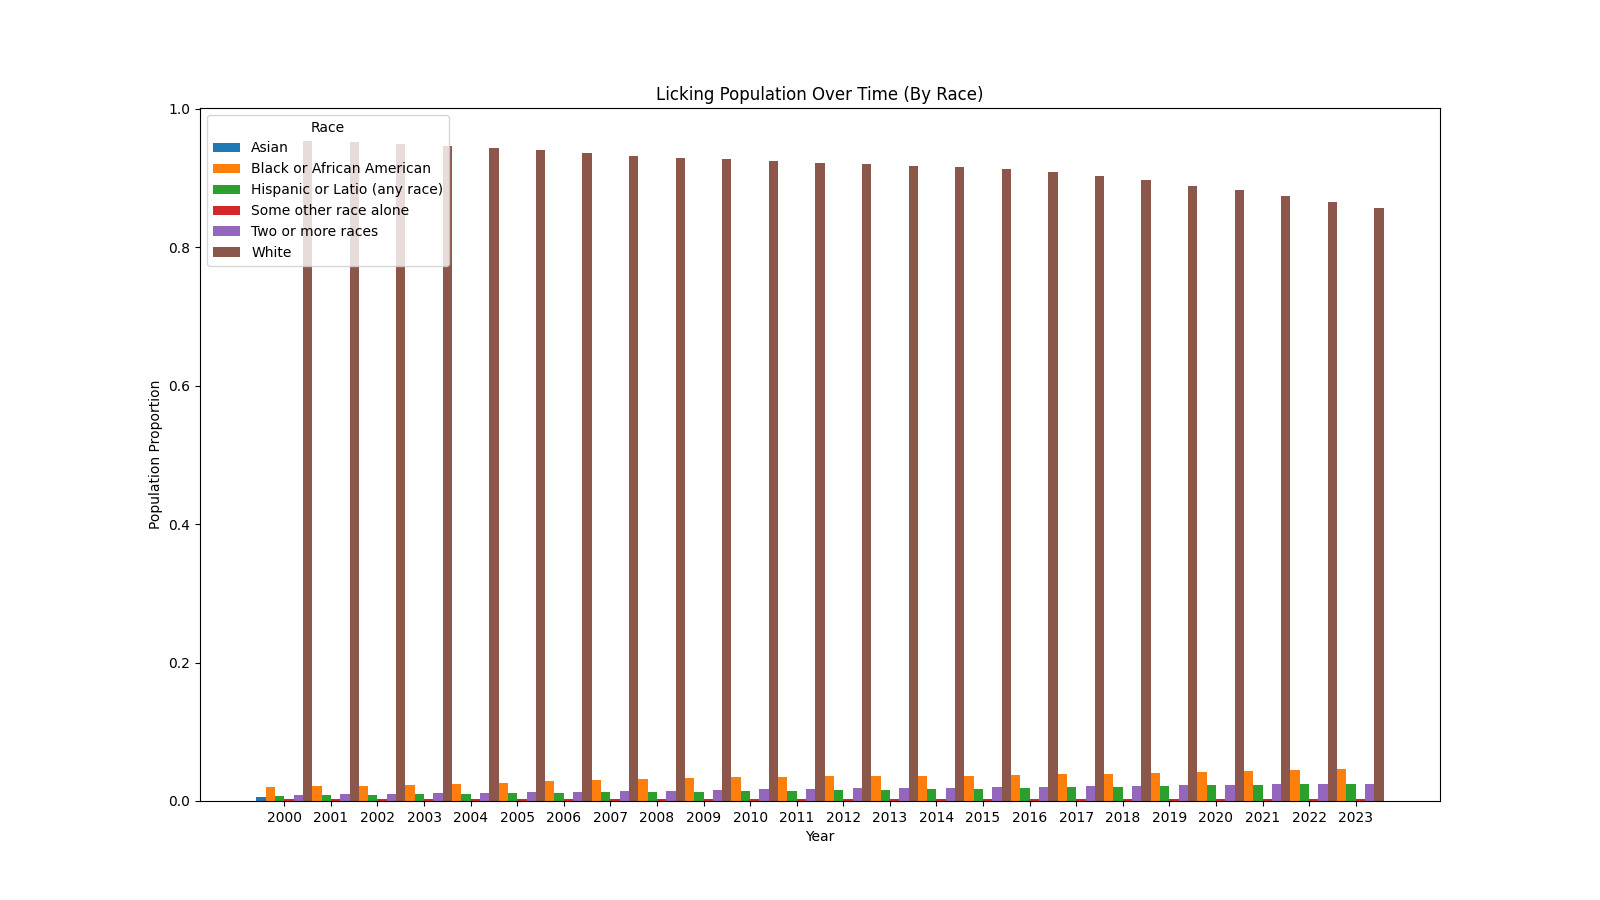 Licking Population Over Time (By Race)
1.0
0.8
0.6
0.4
0.2
0.0
Population Proportion
Race
Asian
Black or African American
Hispanic or Latio (any race)
Some other race alone
Two or more races
White
2000 2001 2002 2003 2004 2005 2006 2007 2008 2009 2010 2011 2012 2013 2014 2015 2016 2017 2018 2019 2020 2021 2022 2023
Year